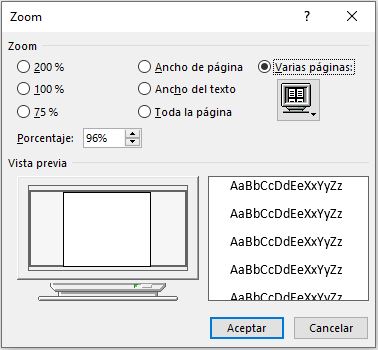 Zoom
? ×
Zoom
200 %
Ancho de página
Varias páginas:
100 %
Ancho del texto
75 %
Toda la página
Porcentaje: 96%
Vista previa
AaBbCcDdEeXxYyZz
AaBbCcDdEeXxYyZz
AaBbCcDdEeXxYyZz
AaBbCcDdEeXxYyZz
AaBbCcDdEeXxYyZz
Aceptar
Cancelar